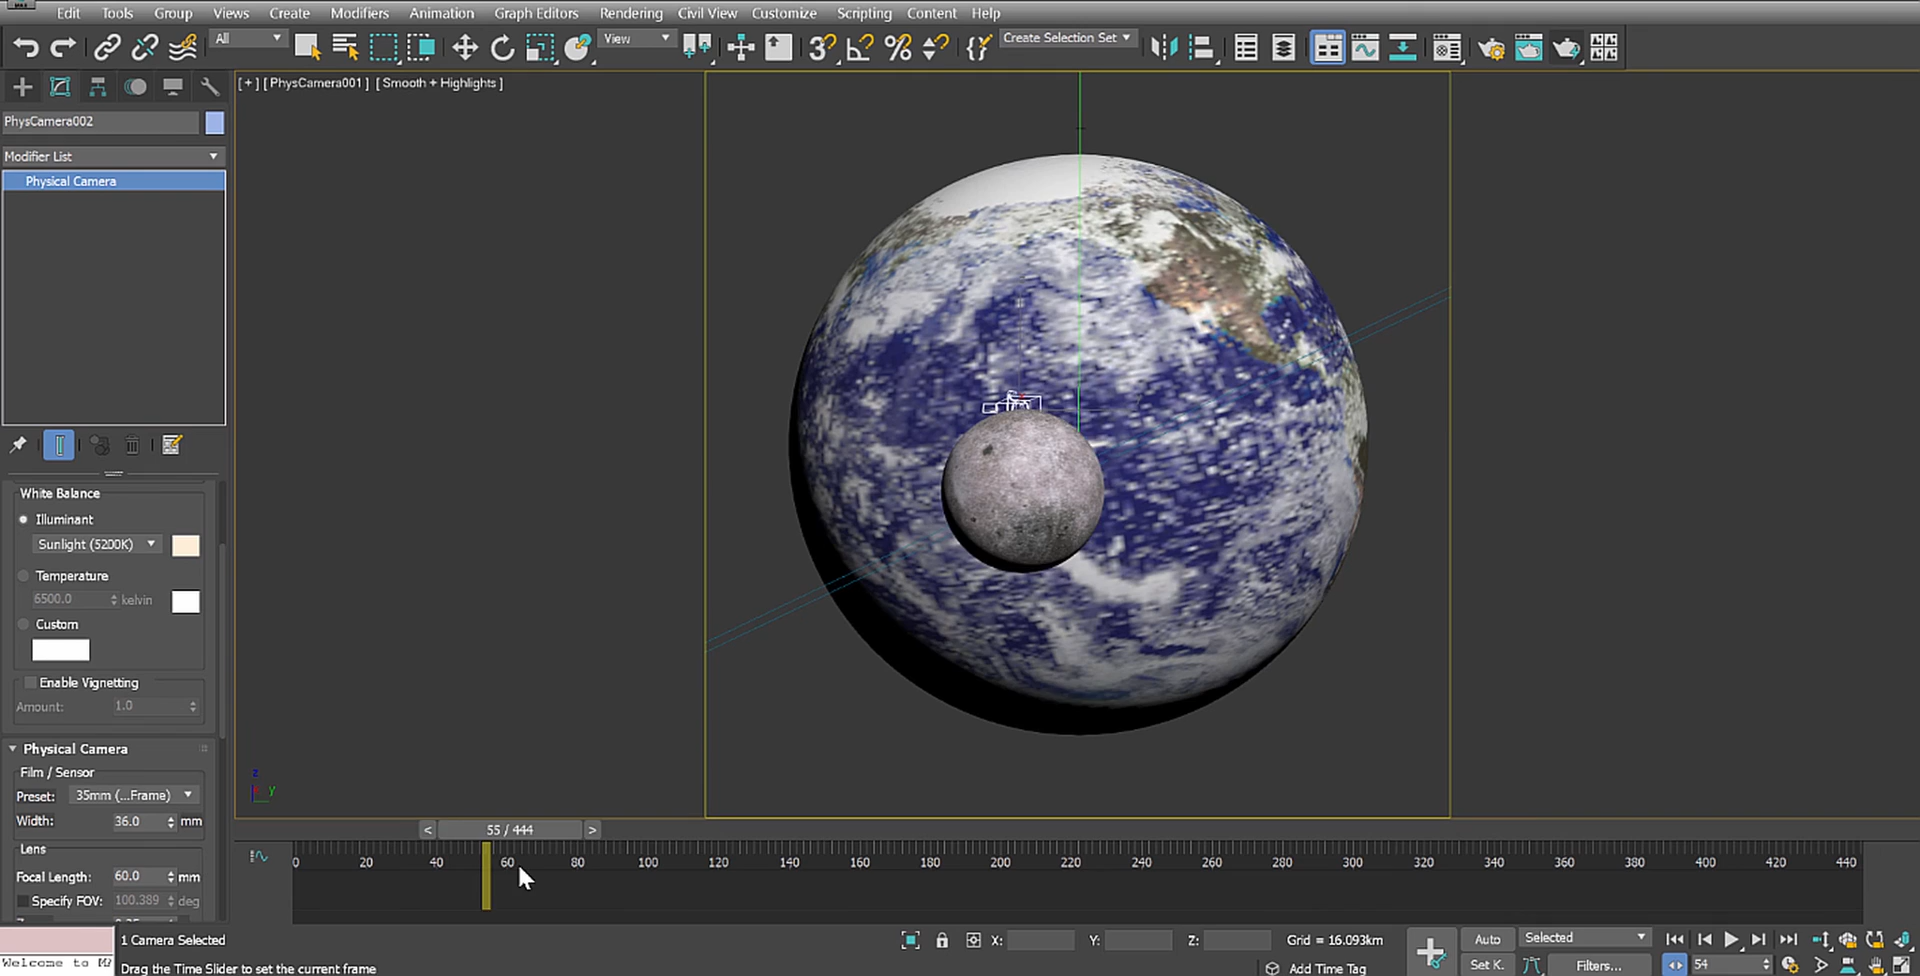 Edit Tools Group Views Create Modifiers Animation Graph Editors Rendering Civil View Customize Scripting Content Help
All View Create Selection Set
[ + ] [ PhysCamera001 ] [ Smooth + Highlights ]
PhysCamera002
Modifier List
Physical Camera
White Balance
Illuminant
Sunlight (5200K)
Temperature
6500.0 kelvin
Custom
Enable Vignetting
Amount: 1.0
Physical Camera
Film / Sensor
Preset: 35mm (...Frame)
Width: 36.0 mm
Lens
Focal Length: 60.0 mm
Specify FOV: 100.389 deg
z
y
< 55 / 444 >
0 20 40 60 80 100 120 140 160 180 200 220 240 260 280 300 320 340 360 380 400 420 440
1 Camera Selected
X: Y: Z: Grid = 16.093km
Auto Selected
Welcome to
Drag the Time Slider to set the current frame
Add Time Tag
Set K. Filters... 54